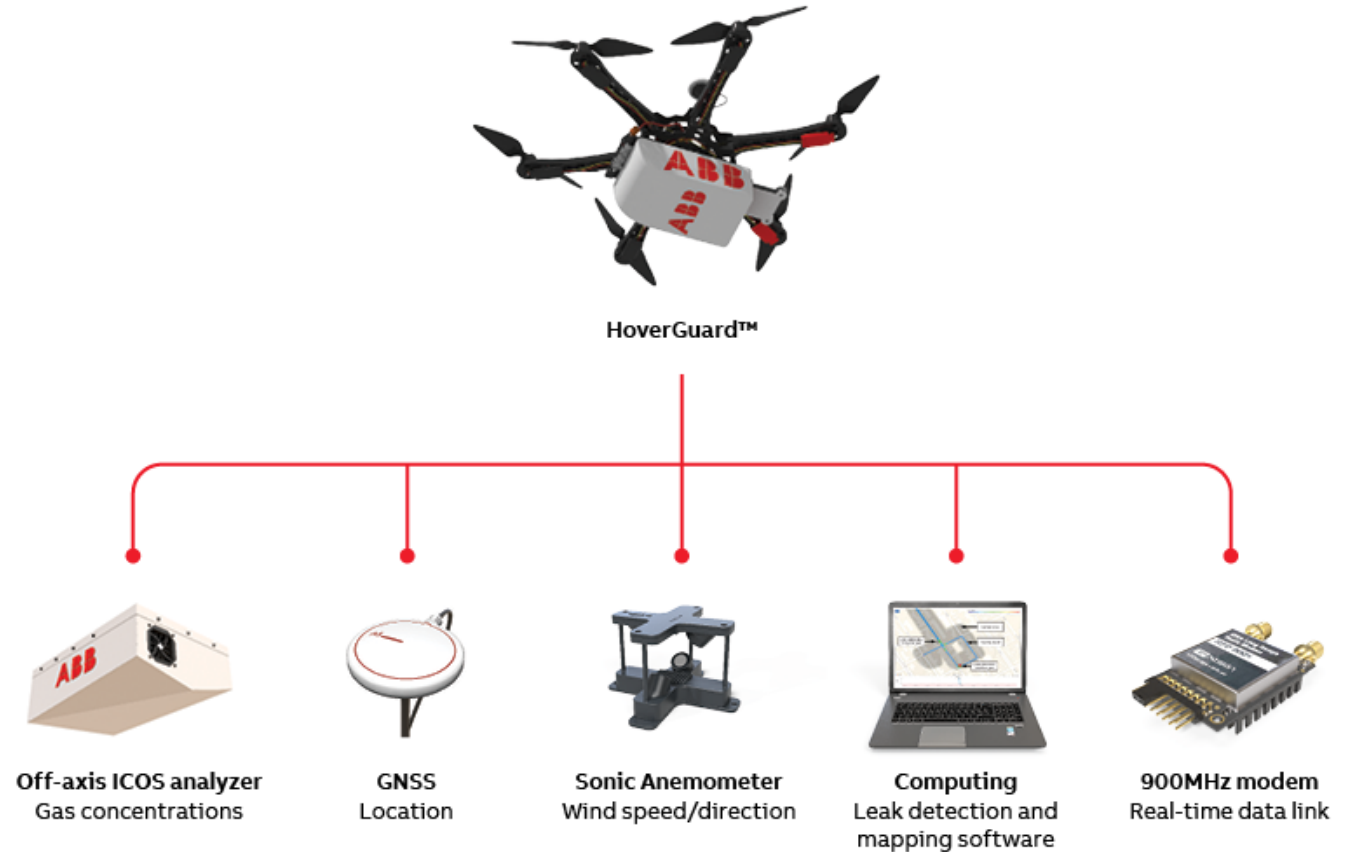 ABB
ABB
HoverGuard™
ABB
Off-axis ICOS analyzer
Gas concentrations
GNSS
Location
Sonic Anemometer
Wind speed/direction
Computing
Leak detection and
mapping software
900MHz modem
Real-time data link